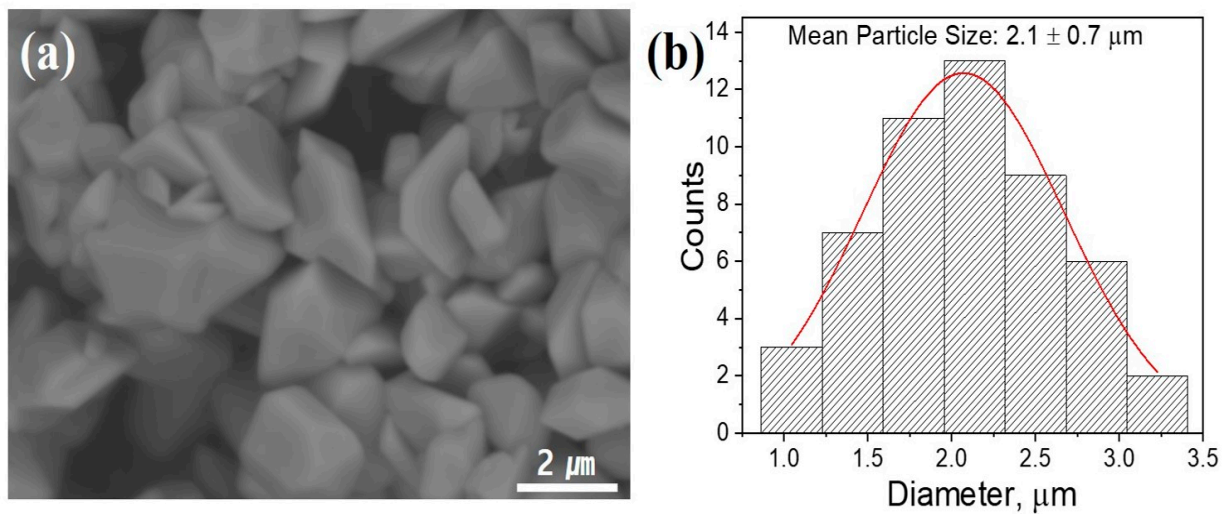 (a)
2 μm
(b)
Mean Particle Size: 2.1 ± 0.7 μm
Counts
14
12
10
8
6
4
2
0
1.0 1.5 2.0 2.5 3.0 3.5
Diameter, μm